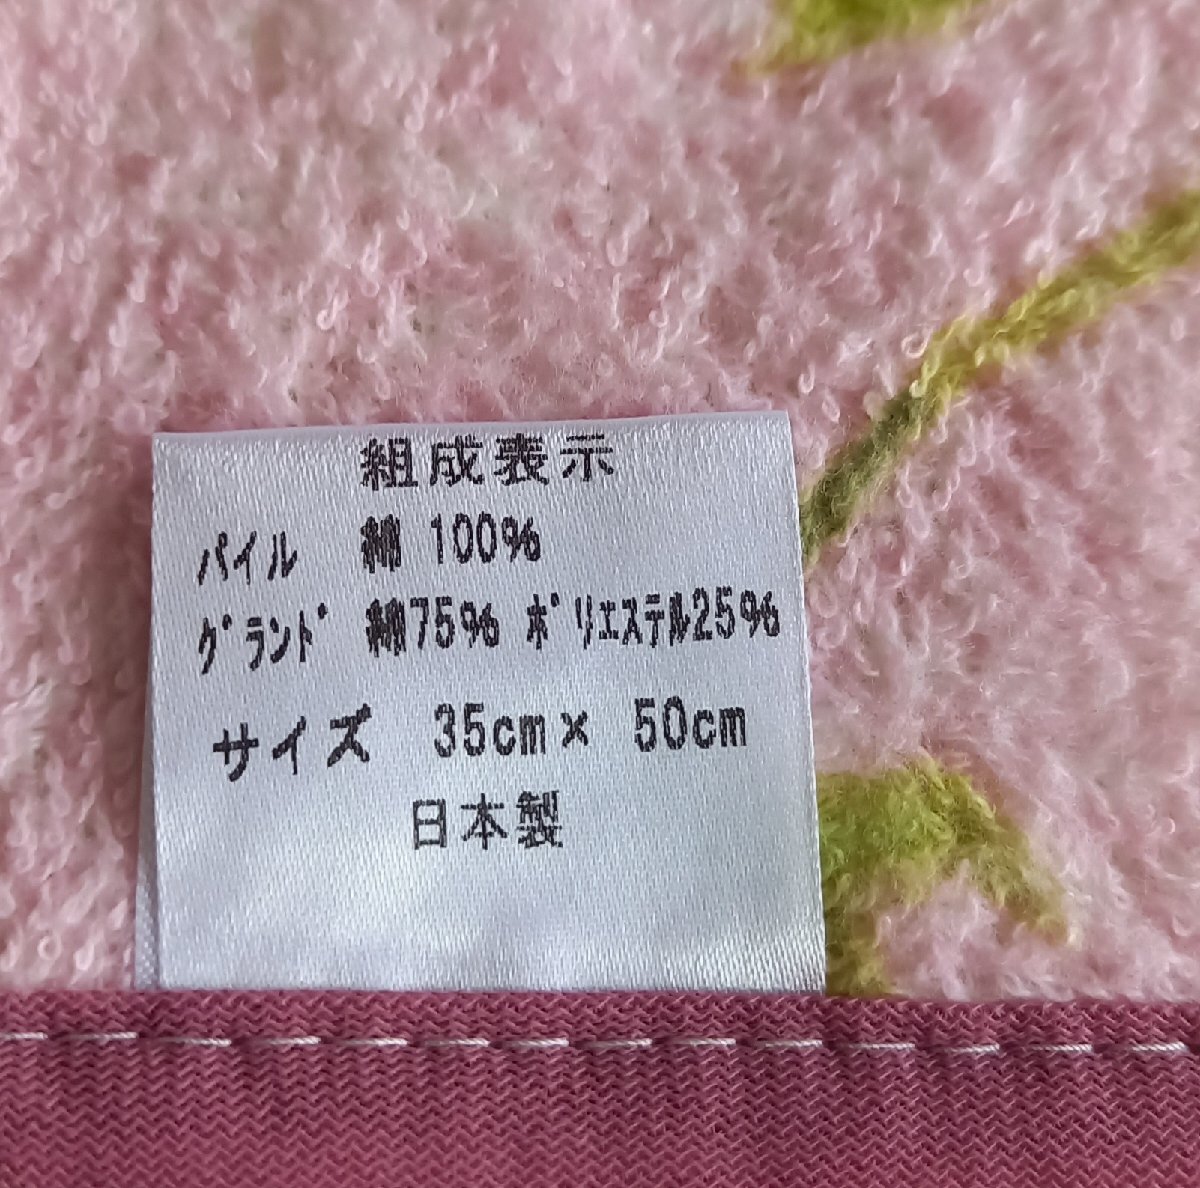 組成表示
パイル 綿 100%
グランド 綿75% ポリエステル25%
サイズ 35cm× 50cm
日本製